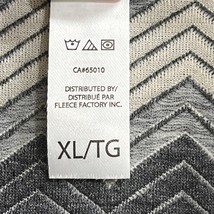 CA#65010
DISTRIBUTED BY/
DISTRIBUÉ PAR
FLEECE FACTORY INC.
XL/TG